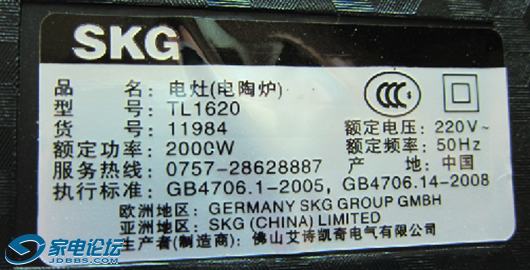 SKG
品 名：电灶(电陶炉)
型 号：TL1620
货 号：11984 额定电压：220V~
额定功率：2000W 额定频率：50Hz
服务热线：0757-28628887 产 地：中国
执行标准：GB4706.1-2005, GB4706.14-2008
欧洲地区：GERMANY SKG GROUP GMBH
亚洲地区：SKG (CHINA) LIMITED
生产者(制造商)：佛山艾诗凯奇电气有限公司
家电论坛
JDBBS.COM